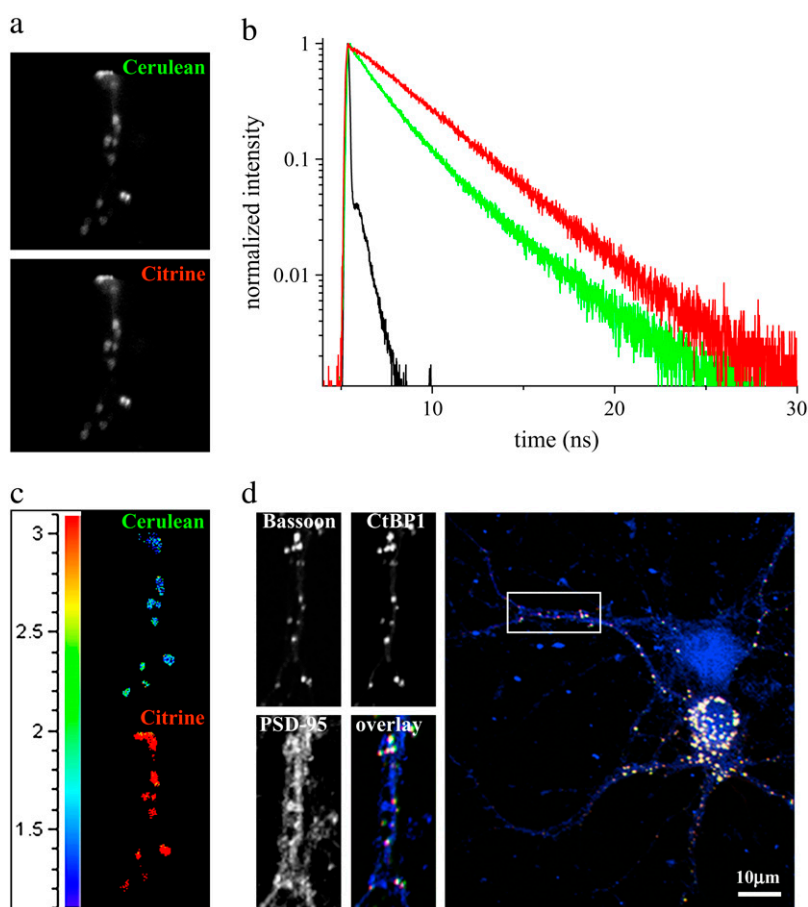 a
Cerulean
Citrine
b
normalized intensity
1
0.1
0.01
10
20
30
time (ns)
c
3
2.5
2
1.5
Cerulean
Citrine
d
Bassoon
CtBP1
PSD-95
overlay
10μm